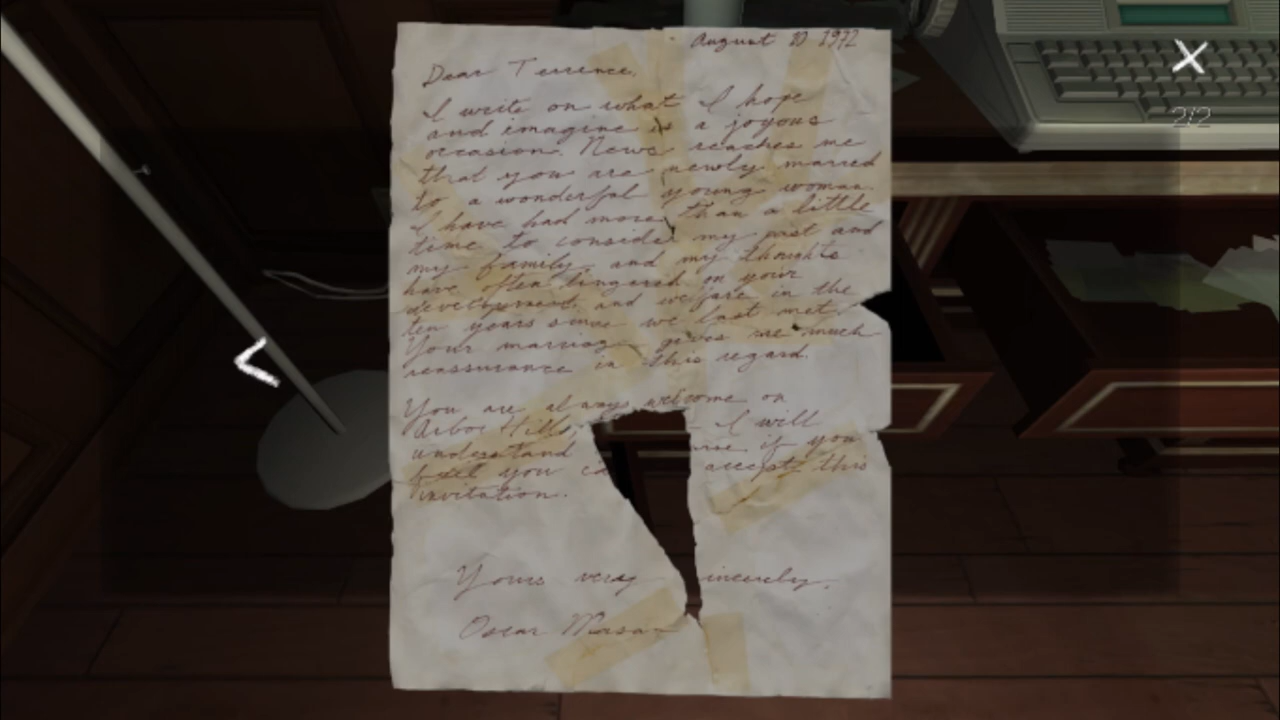 August 10 1972
Dear Terrence,
I write on what I hope
and imagine is a joyous
occasion. News reaches me
that you are newly married
to a wonderful young woman.
I have had more than a little
time to consider my past and
my family, and my thoughts
have often lingered on your
development and welfare in the
ten years since we last met.
Your marriage gives me much
reassurance in this regard.
You are always welcome on
Arbor Hill, - I will
understand if you
feel you accept this
invitation.
Yours very sincerely,
Oscar Masan
2/2